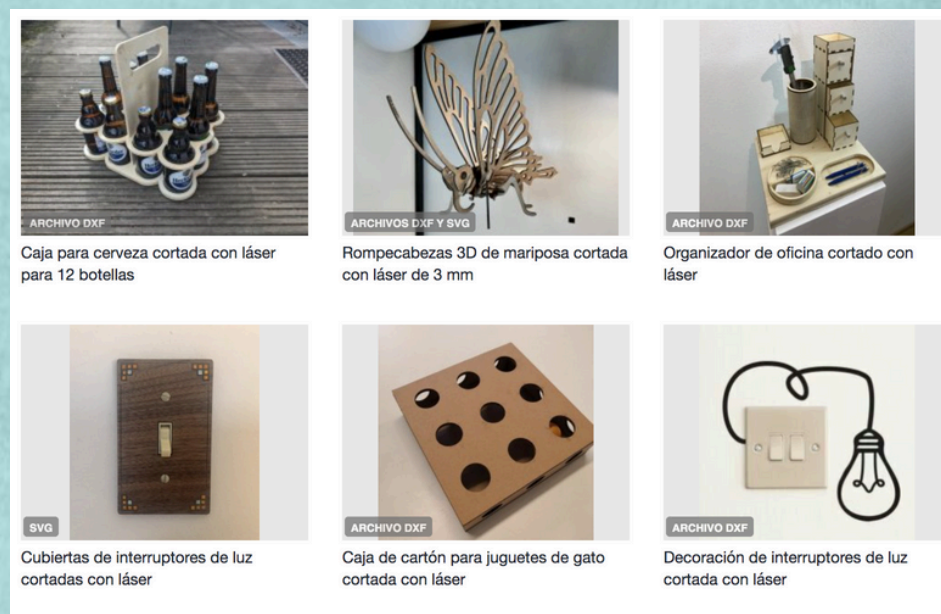 ARCHIVO DXF
Caja para cerveza cortada con láser
para 12 botellas
ARCHIVOS DXF Y SVG
Rompecabezas 3D de mariposa cortada
con láser de 3 mm
ARCHIVO DXF
Organizador de oficina cortado con
láser
SVG
Cubiertas de interruptores de luz
cortadas con láser
ARCHIVO DXF
Caja de cartón para juguetes de gato
cortada con láser
ARCHIVO DXF
Decoración de interruptores de luz
cortada con láser